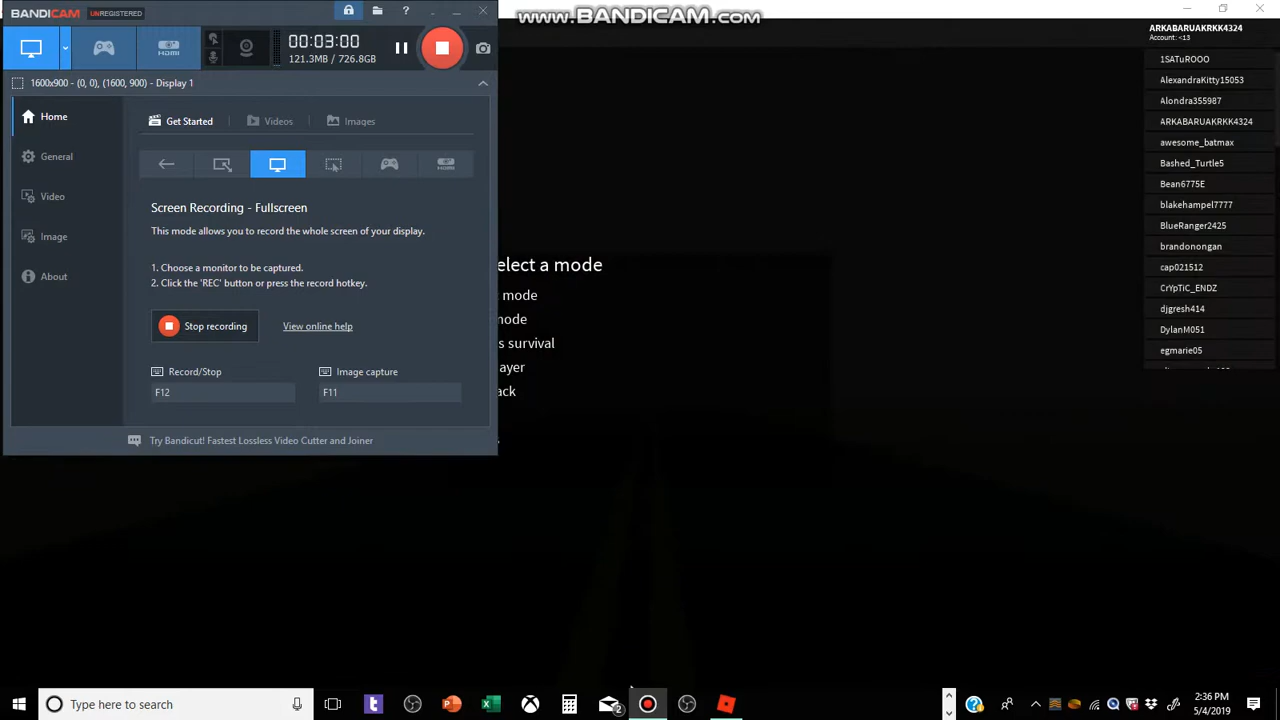 BANDICAM UNREGISTERED
www.BANDICAM.com
00:03:00
121.3MB / 726.8GB
HDMI
1600x900 - (0, 0), (1600, 900) - Display 1
Home
General
Video
Image
About
Get Started
Videos
Images
HDMI
Screen Recording - Fullscreen
This mode allows you to record the whole screen of your display.
1. Choose a monitor to be captured.
2. Click the 'REC' button or press the record hotkey.
Stop recording
View online help
Record/Stop
Image capture
F12
F11
Try Bandicut! Fastest Lossless Video Cutter and Joiner
elect a mode
mode
ode
s survival
ayer
ack
s
ARKABARUAKRKK4324
Account: <13
1SATuROOO
AlexandraKitty15053
Alondra355987
ARKABARUAKRKK4324
awesome_batmax
Bashed_Turtle5
Bean6775E
blakehampel7777
BlueRanger2425
brandonongan
cap021512
CrYpTiC_ENDZ
djgresh414
DylanM051
egmarie05
Type here to search
2
2:36 PM
5/4/2019